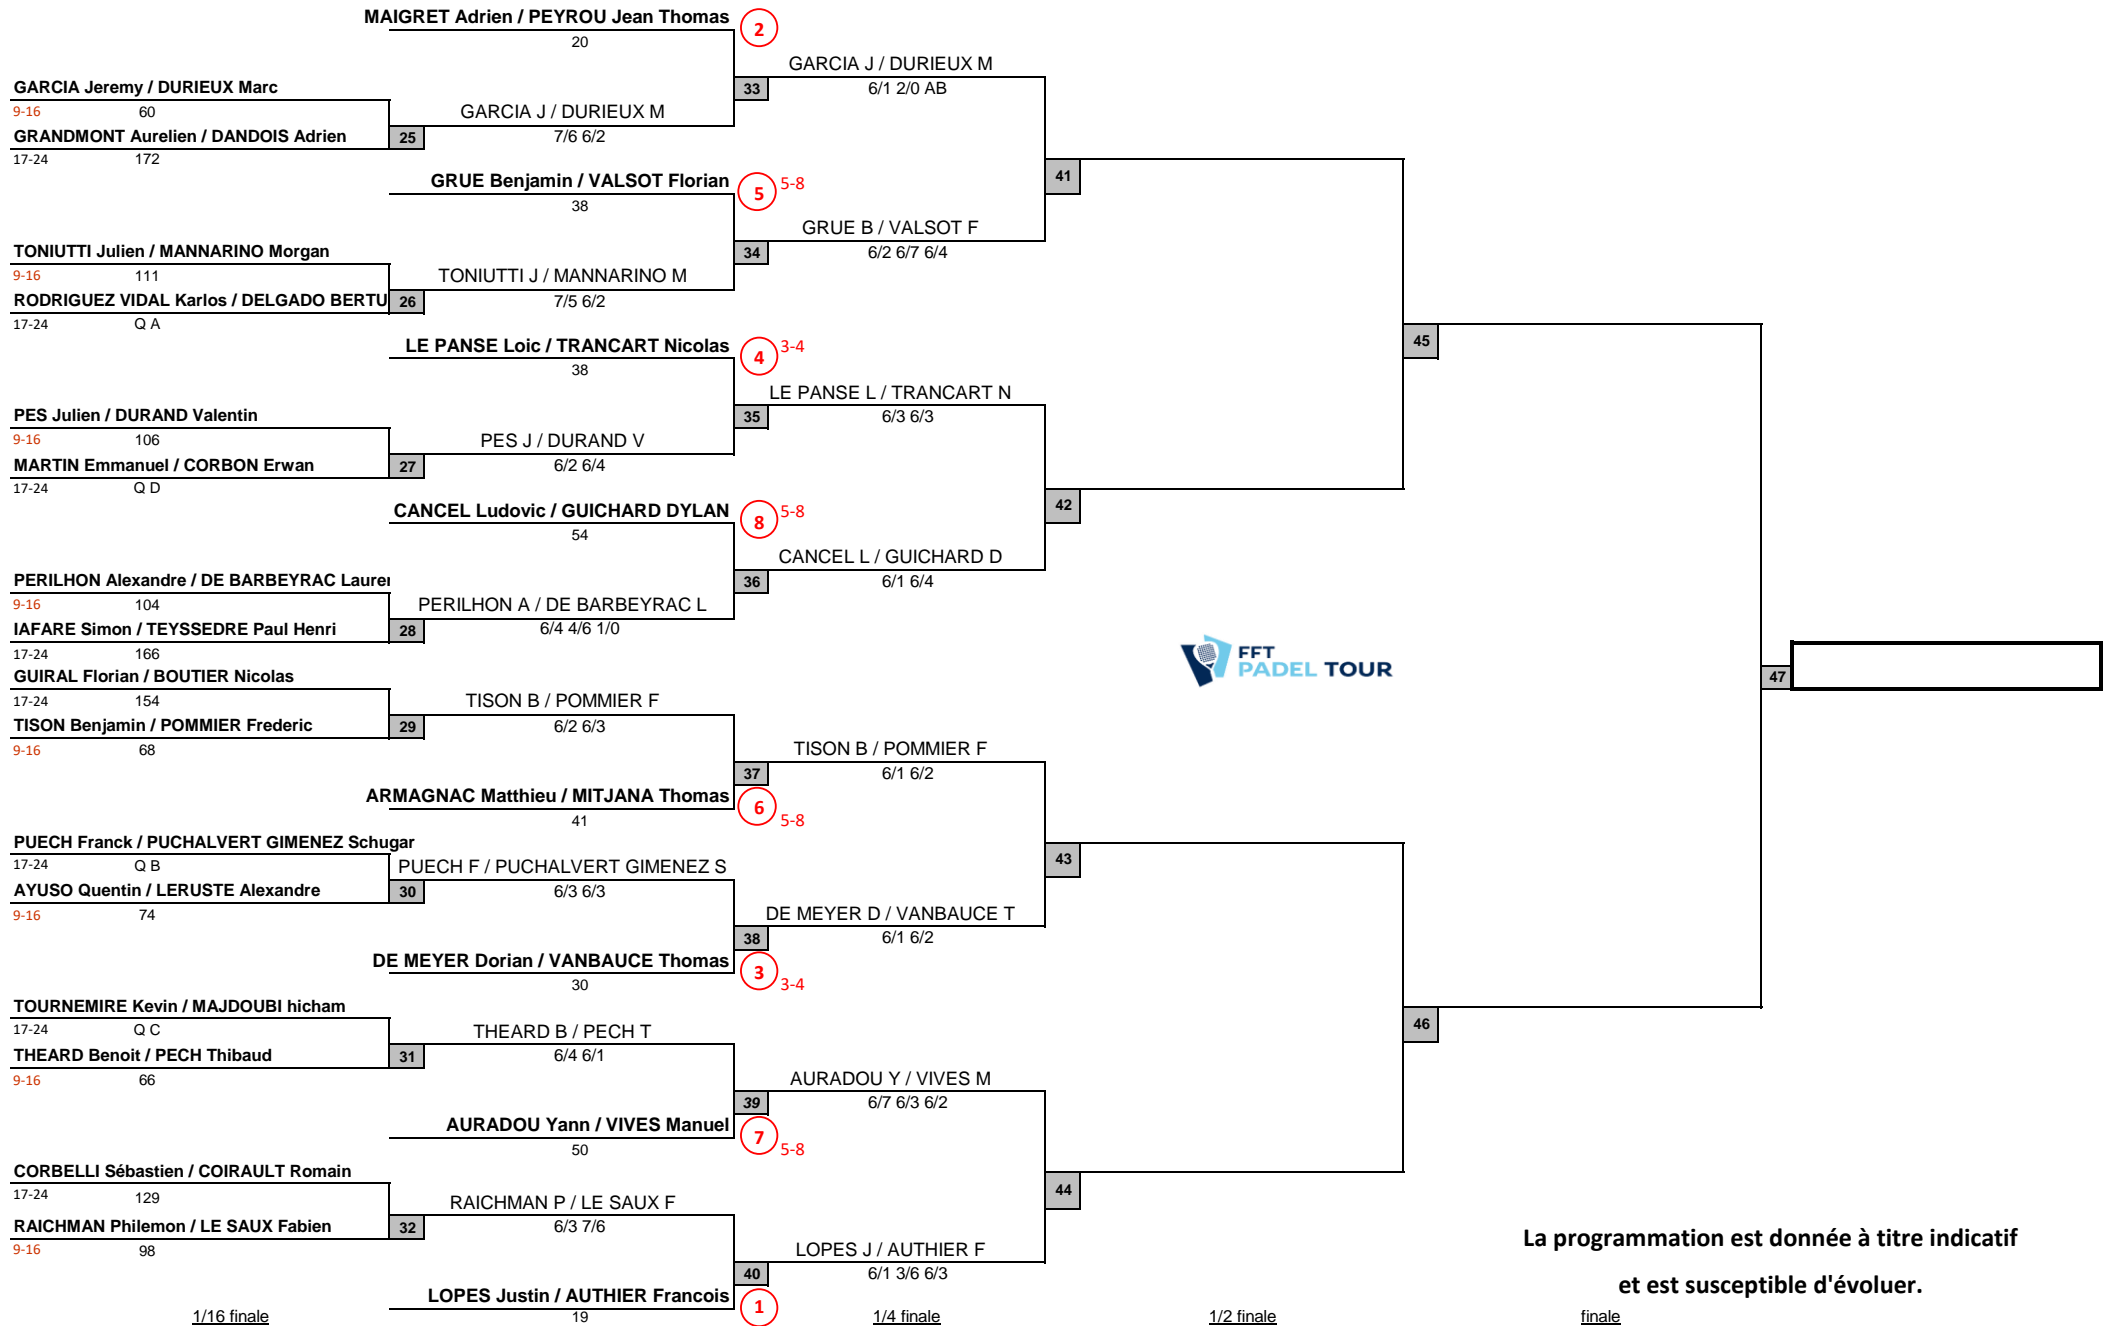 MAIGRET Adrien / PEYROU Jean Thomas
2
20
GARCIA J / DURIEUX M
GARCIA Jeremy / DURIEUX Marc
33
6/1 2/0 AB
9-16
60
GARCIA J / DURIEUX M
GRANDMONT Aurelien / DANDOIS Adrien
25
7/6 6/2
17-24
172
41
GRUE Benjamin / VALSOT Florian
5
5-8
38
GRUE B / VALSOT F
TONIUTTI Julien / MANNARINO Morgan
34
6/2 6/7 6/4
9-16
111
TONIUTTI J / MANNARINO M
RODRIGUEZ VIDAL Karlos / DELGADO BERTU
26
7/5 6/2
17-24
Q A
45
LE PANSE Loic / TRANCART Nicolas
4
3-4
38
LE PANSE L / TRANCART N
PES Julien / DURAND Valentin
35
6/3 6/3
9-16
106
PES J / DURAND V
MARTIN Emmanuel / CORBON Erwan
27
6/2 6/4
17-24
Q D
42
CANCEL Ludovic / GUICHARD DYLAN
8
5-8
54
CANCEL L / GUICHARD D
PERILHON Alexandre / DE BARBEYRAC Lauren
36
6/1 6/4
9-16
104
PERILHON A / DE BARBEYRAC L
IAFARE Simon / TEYSSEDRE Paul Henri
28
6/4 4/6 1/0
17-24
166
FFT
PADEL TOUR
47
GUIRAL Florian / BOUTIER Nicolas
17-24
154
TISON B / POMMIER F
TISON Benjamin / POMMIER Frederic
29
6/2 6/3
9-16
68
TISON B / POMMIER F
37
6/1 6/2
ARMAGNAC Matthieu / MITJANA Thomas
6
5-8
41
PUECH Franck / PUCHALVERT GIMENEZ Schugar
17-24
Q B
43
PUECH F / PUCHALVERT GIMENEZ S
AYUSO Quentin / LERUSTE Alexandre
30
6/3 6/3
9-16
74
DE MEYER D / VANBAUCE T
38
6/1 6/2
DE MEYER Dorian / VANBAUCE Thomas
3
3-4
30
TOURNEMIRE Kevin / MAJDOUBI hicham
17-24
Q C
46
THEARD B / PECH T
THEARD Benoit / PECH Thibaud
31
6/4 6/1
9-16
66
AURADOU Y / VIVES M
39
6/7 6/3 6/2
AURADOU Yann / VIVES Manuel
7
5-8
50
CORBELLI Sébastien / COIRAULT Romain
17-24
129
44
RAICHMAN P / LE SAUX F
RAICHMAN Philemon / LE SAUX Fabien
32
6/3 7/6
9-16
98
LOPES J / AUTHIER F
40
6/1 3/6 6/3
La programmation est donnée à titre indicatif
et est susceptible d'évoluer.
LOPES Justin / AUTHIER Francois
1
19
1/16 finale
1/4 finale
1/2 finale
finale